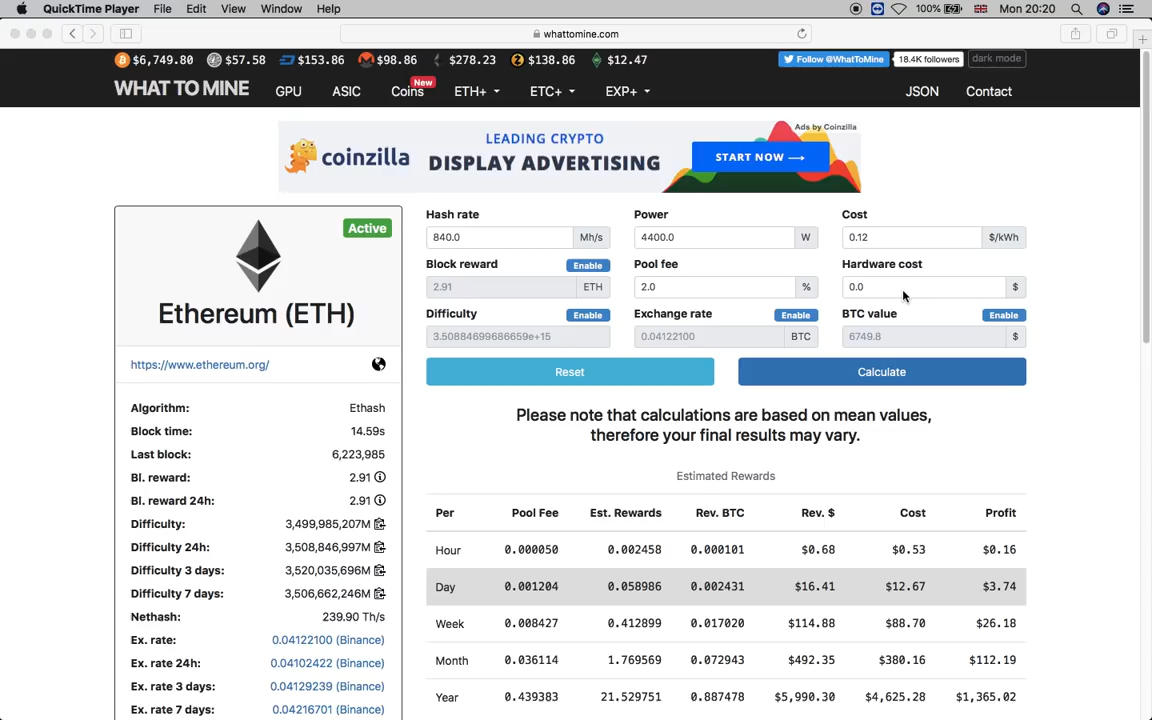 QuickTime Player File Edit View Window Help 100% Mon 20:20
whattomine.com
$6,749.80 $57.58 $153.86 $98.86 $278.23 $138.86 $12.47 Follow @WhatToMine 18.4K followers dark mode
New
WHAT TO MINE GPU ASIC Coins ETH+ ETC+ EXP+ JSON Contact
Ads by Coinzilla
coinzilla LEADING CRYPTO
DISPLAY ADVERTISING START NOW ⟶
Active
Ethereum (ETH)
https://www.ethereum.org/
Algorithm: Ethash
Block time: 14.59s
Last block: 6,223,985
Bl. reward: 2.91
Bl. reward 24h: 2.91
Difficulty: 3,499,985,207M
Difficulty 24h: 3,508,846,997M
Difficulty 3 days: 3,520,035,696M
Difficulty 7 days: 3,506,662,246M
Nethash: 239.90 Th/s
Ex. rate: 0.04122100 (Binance)
Ex. rate 24h: 0.04102422 (Binance)
Ex. rate 3 days: 0.04129239 (Binance)
Ex. rate 7 days: 0.04216701 (Binance)
Hash rate Power Cost
840.0 Mh/s 4400.0 W 0.12 $/kWh
Block reward Enable Pool fee Hardware cost
2.91 ETH 2.0 % 0.0 $
Difficulty Enable Exchange rate Enable BTC value Enable
3.50884699686659e+15 0.04122100 BTC 6749.8 $
Reset Calculate
Please note that calculations are based on mean values,
therefore your final results may vary.
Estimated Rewards
Per Pool Fee Est. Rewards Rev. BTC Rev. $ Cost Profit
Hour 0.000050 0.002458 0.000101 $0.68 $0.53 $0.16
Day 0.001204 0.058986 0.002431 $16.41 $12.67 $3.74
Week 0.008427 0.412899 0.017020 $114.88 $88.70 $26.18
Month 0.036114 1.769569 0.072943 $492.35 $380.16 $112.19
Year 0.439383 21.529751 0.887478 $5,990.30 $4,625.28 $1,365.02